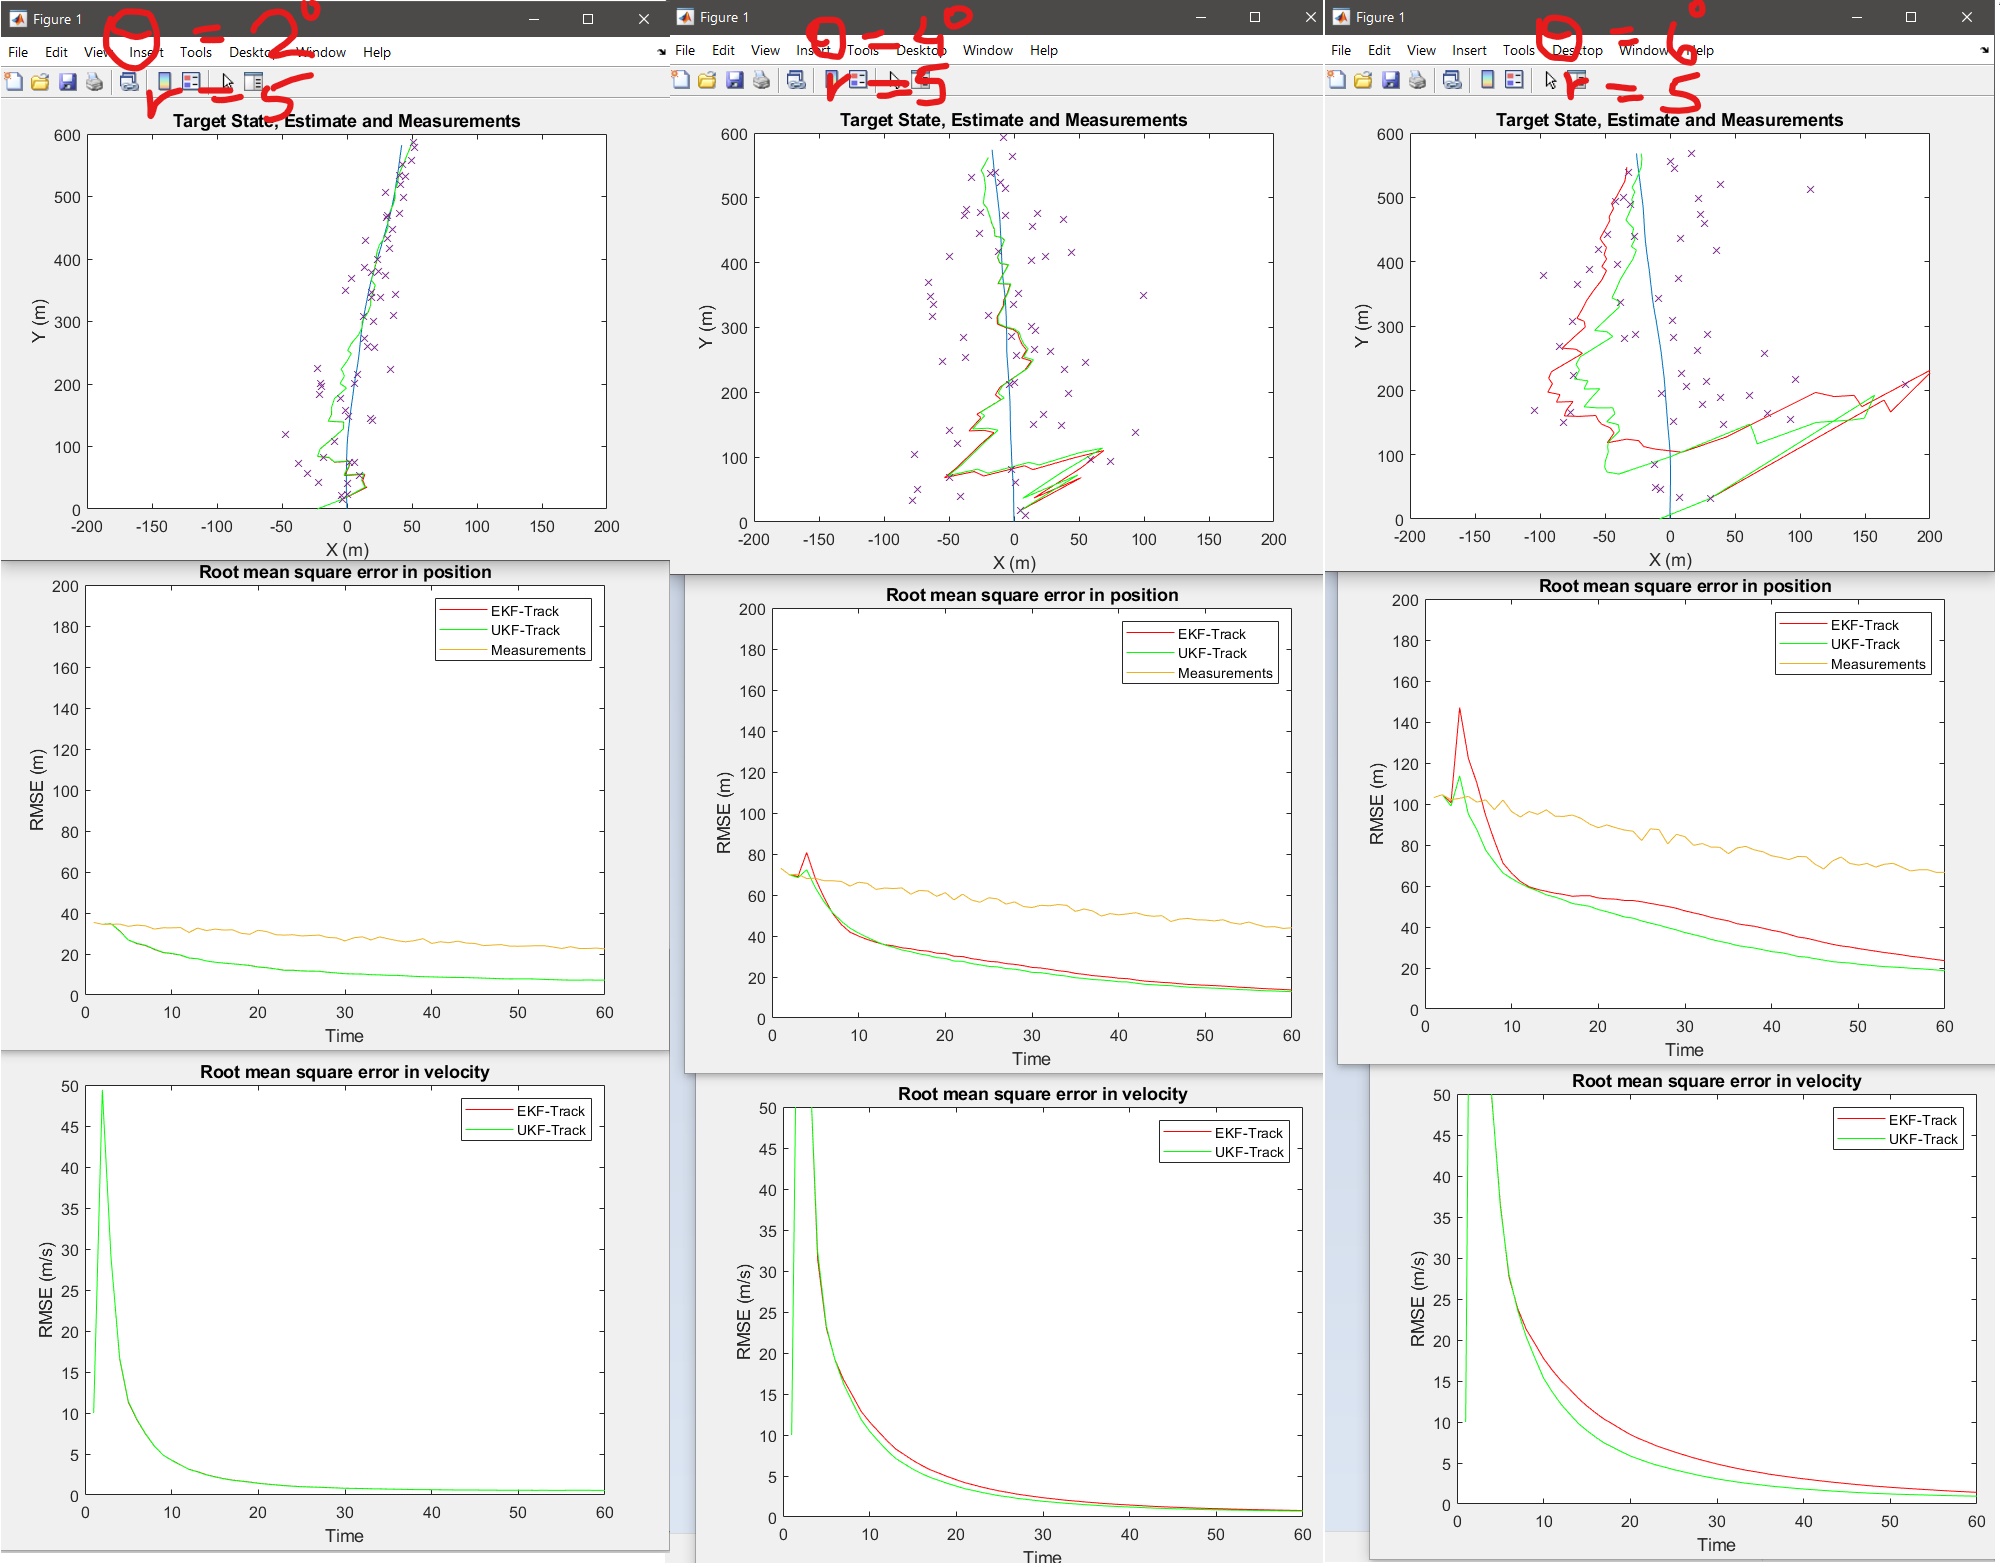 Figure 1
File Edit View Insert Tools Desktop Window Help
θ = 2°
r = 5
Target State, Estimate and Measurements
600
500
400
300
200
100
0
Y (m)
-200 -150 -100 -50 0 50 100 150 200
X (m)
Root mean square error in position
200
180
160
140
120
100
80
60
40
20
0
RMSE (m)
EKF-Track
UKF-Track
Measurements
0 10 20 30 40 50 60
Time
Root mean square error in velocity
50
45
40
35
30
25
20
15
10
5
0
RMSE (m/s)
EKF-Track
UKF-Track
0 10 20 30 40 50 60
Time
Figure 1
File Edit View Insert Tools Desktop Window Help
θ = 4°
r = 5
Target State, Estimate and Measurements
600
500
400
300
200
100
0
Y (m)
-200 -150 -100 -50 0 50 100 150 200
X (m)
Root mean square error in position
200
180
160
140
120
100
80
60
40
20
0
RMSE (m)
EKF-Track
UKF-Track
Measurements
0 10 20 30 40 50 60
Time
Root mean square error in velocity
50
45
40
35
30
25
20
15
10
5
0
RMSE (m/s)
EKF-Track
UKF-Track
0 10 20 30 40 50 60
Time
Figure 1
File Edit View Insert Tools Desktop Window Help
θ = 6°
r = 5
Target State, Estimate and Measurements
600
500
400
300
200
100
0
Y (m)
-200 -150 -100 -50 0 50 100 150 200
X (m)
Root mean square error in position
200
180
160
140
120
100
80
60
40
20
0
RMSE (m)
EKF-Track
UKF-Track
Measurements
0 10 20 30 40 50 60
Time
Root mean square error in velocity
50
45
40
35
30
25
20
15
10
5
0
RMSE (m/s)
EKF-Track
UKF-Track
0 10 20 30 40 50 60
Time